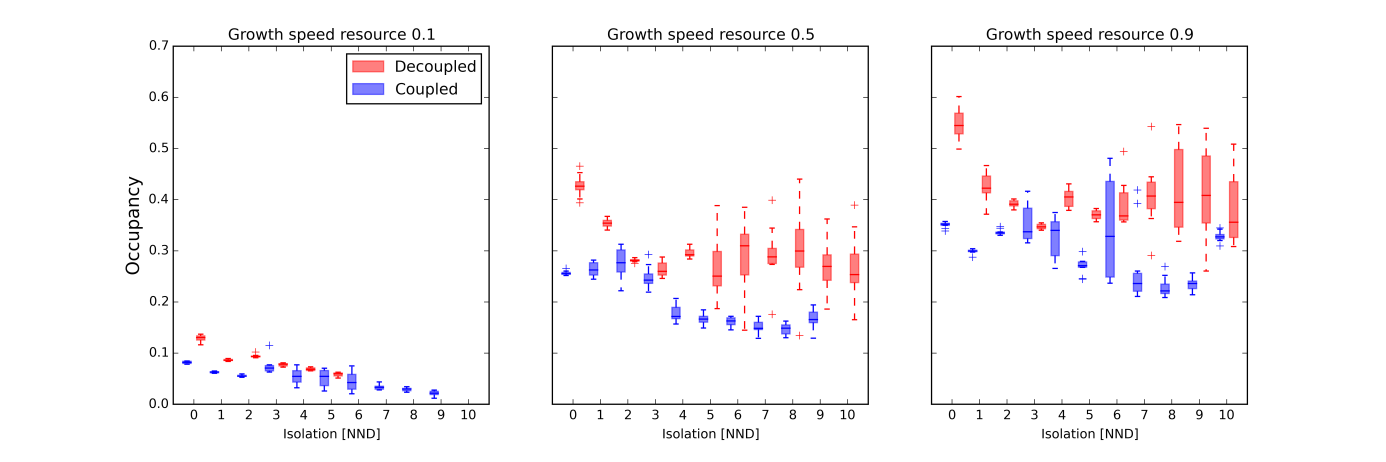 Growth speed resource 0.1
Growth speed resource 0.5
Growth speed resource 0.9
Decoupled
Coupled
Occupancy
0.7
0.6
0.5
0.4
0.3
0.2
0.1
0.0
0 1 2 3 4 5 6 7 8 9 10
0 1 2 3 4 5 6 7 8 9 10
0 1 2 3 4 5 6 7 8 9 10
Isolation [NND]
Isolation [NND]
Isolation [NND]